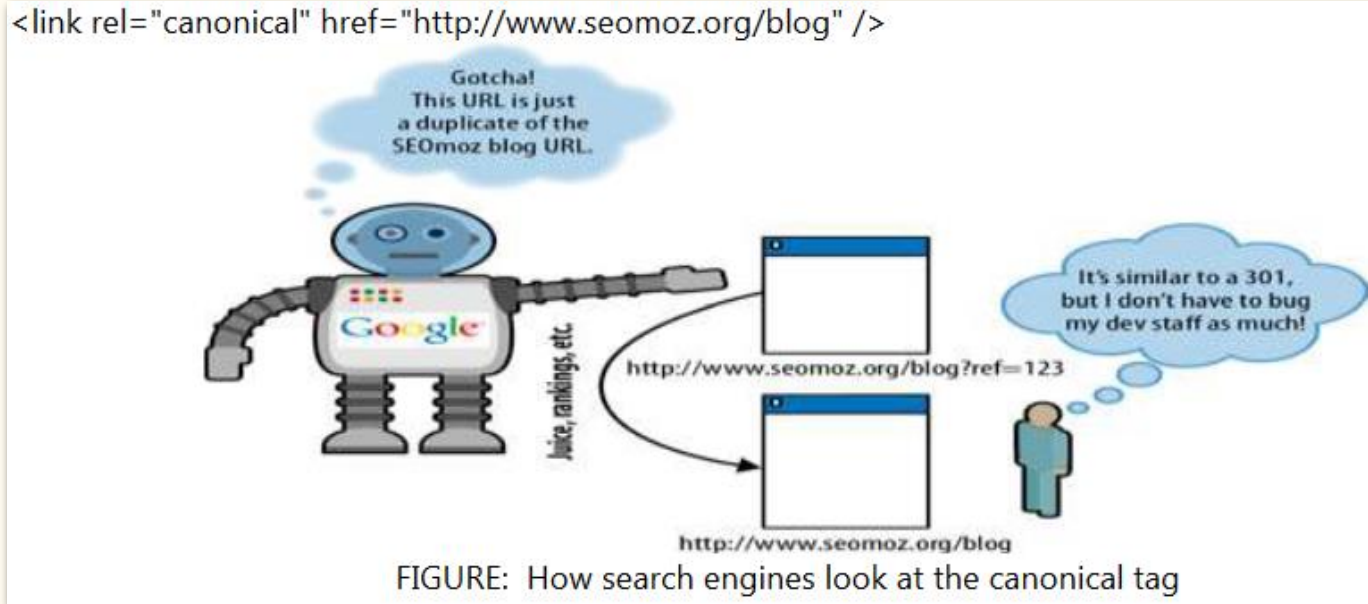 <link rel="canonical" href="http://www.seomoz.org/blog" />
Gotcha!
This URL is just
a duplicate of the
SEOmoz blog URL.
Google
Juice, rankings, etc.
http://www.seomoz.org/blog?ref=123
It's similar to a 301,
but I don't have to bug
my dev staff as much!
http://www.seomoz.org/blog
FIGURE: How search engines look at the canonical tag